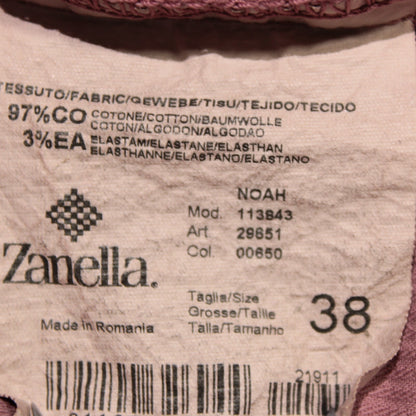 TESSUTO/FABRIC/GEWEBE/TISU/TEJIDO/TECIDO
97%CO COTONE/COTTON/BAUMWOLLE
COTON/ALGODON/ALGODAO
3%EA ELASTAM/ELASTANE/ELASTHAN
ELASTHANNE/ELASTANO/ELASTANO
NOAH
Mod. 113843
Art 29651
Col. 00650
Zanella.
Taglia/Size
Grosse/Taille
Talla/Tamanho
38
Made in Romania
21911